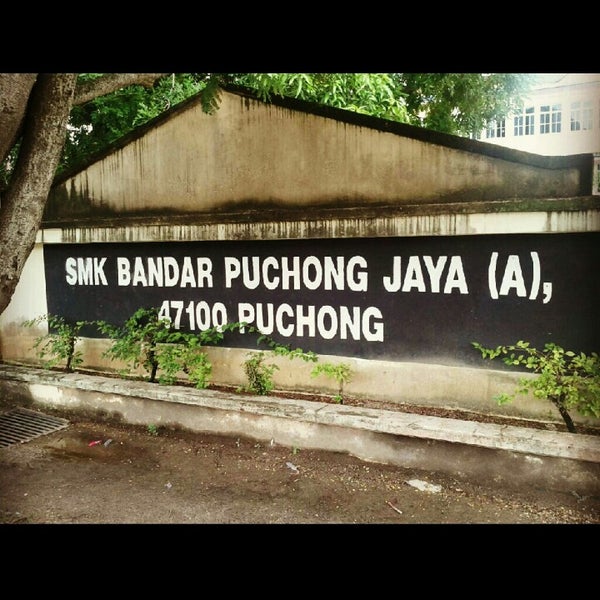 SMK BANDAR PUCHONG JAYA (A),
47100 PUCHONG